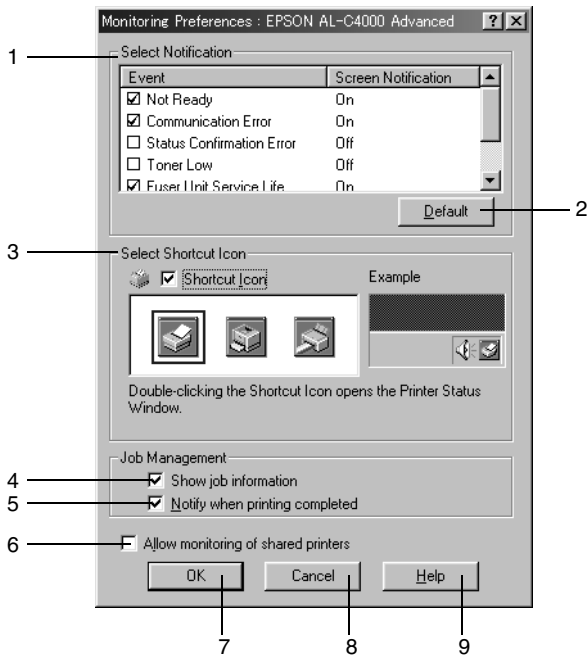 Monitoring Preferences : EPSON AL-C4000 Advanced
1
Select Notification
Event Screen Notification
Not Ready On
Communication Error On
Status Confirmation Error Off
Toner Low Off
Fuser Unit Service Life On
Default
2
3
Select Shortcut Icon
Shortcut Icon
Example
Double-clicking the Shortcut Icon opens the Printer Status
Window.
Job Management
4
Show job information
5
Notify when printing completed
6
Allow monitoring of shared printers
OK Cancel Help
7 8 9